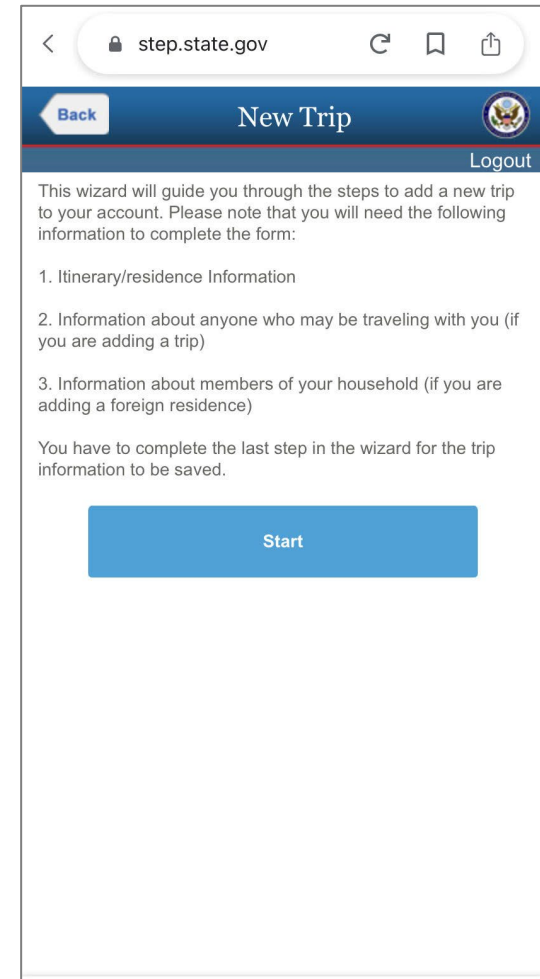 step.state.gov
Back
New Trip
Logout
This wizard will guide you through the steps to add a new trip
to your account. Please note that you will need the following
information to complete the form:
1. Itinerary/residence Information
2. Information about anyone who may be traveling with you (if
you are adding a trip)
3. Information about members of your household (if you are
adding a foreign residence)
You have to complete the last step in the wizard for the trip
information to be saved.
Start